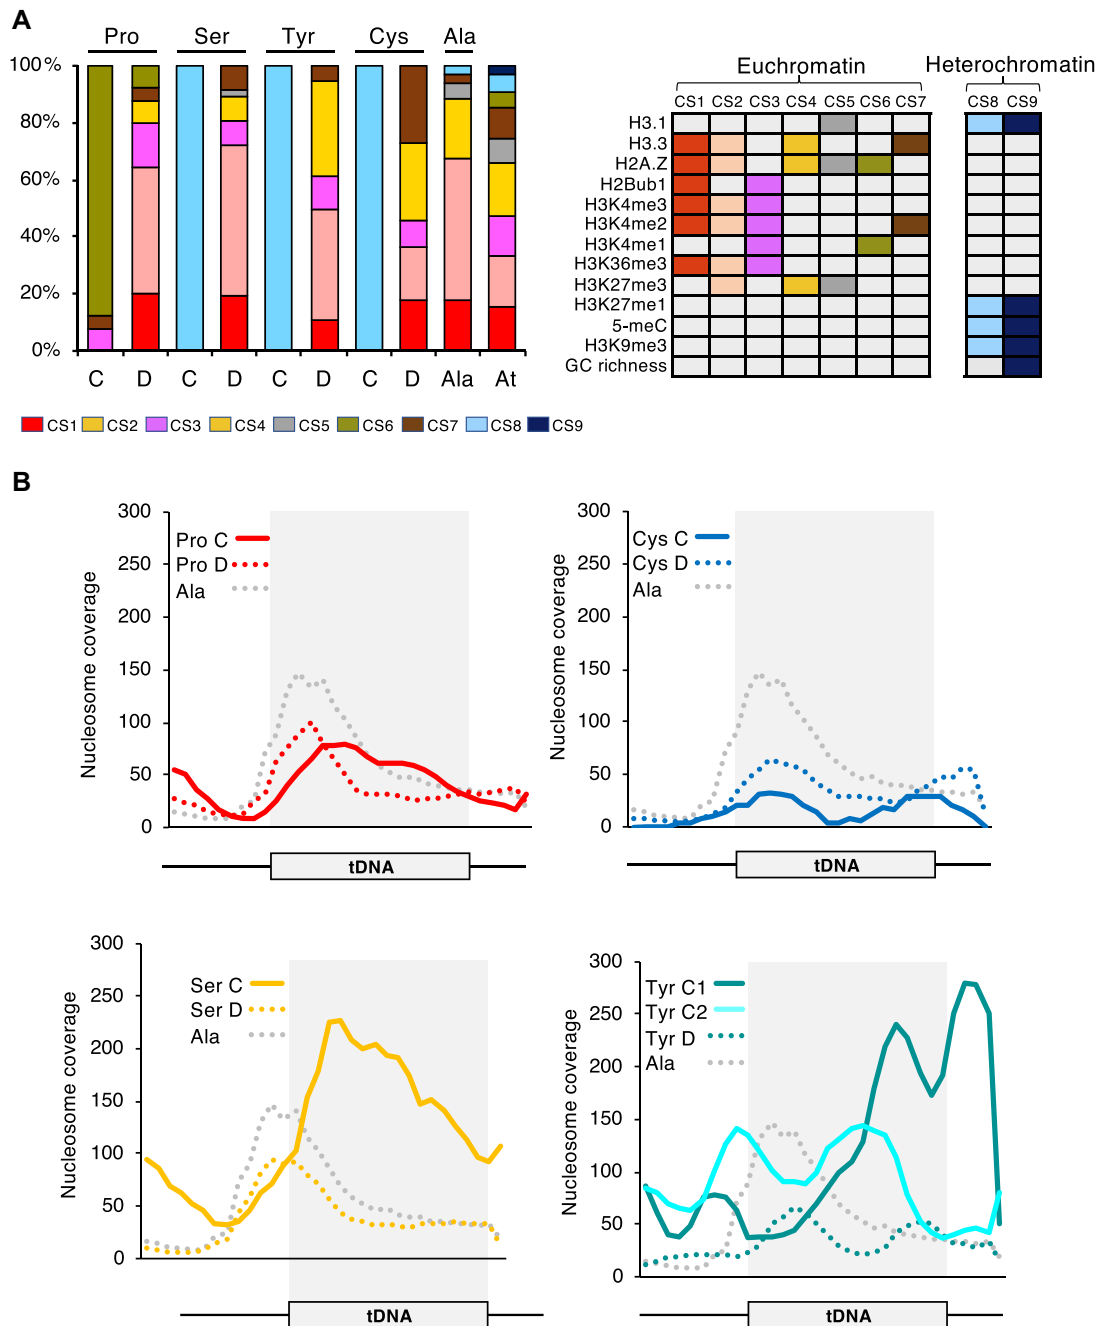 A
Pro Ser Tyr Cys Ala
100%
80%
60%
40%
20%
0%
C D C D C D C D Ala At
Euchromatin Heterochromatin
CS1 CS2 CS3 CS4 CS5 CS6 CS7 CS8 CS9
H3.1
H3.3
H2A.Z
H2Bub1
H3K4me3
H3K4me2
H3K4me1
H3K36me3
H3K27me3
H3K27me1
5-meC
H3K9me3
GC richness
CS1 CS2 CS3 CS4 CS5 CS6 CS7 CS8 CS9
B
Nucleosome coverage
300
250
200
150
100
50
0
Pro C
Pro D
Ala
tDNA
Nucleosome coverage
300
250
200
150
100
50
0
Cys C
Cys D
Ala
tDNA
Nucleosome coverage
300
250
200
150
100
50
0
Ser C
Ser D
Ala
tDNA
Nucleosome coverage
300
250
200
150
100
50
0
Tyr C1
Tyr C2
Tyr D
Ala
tDNA